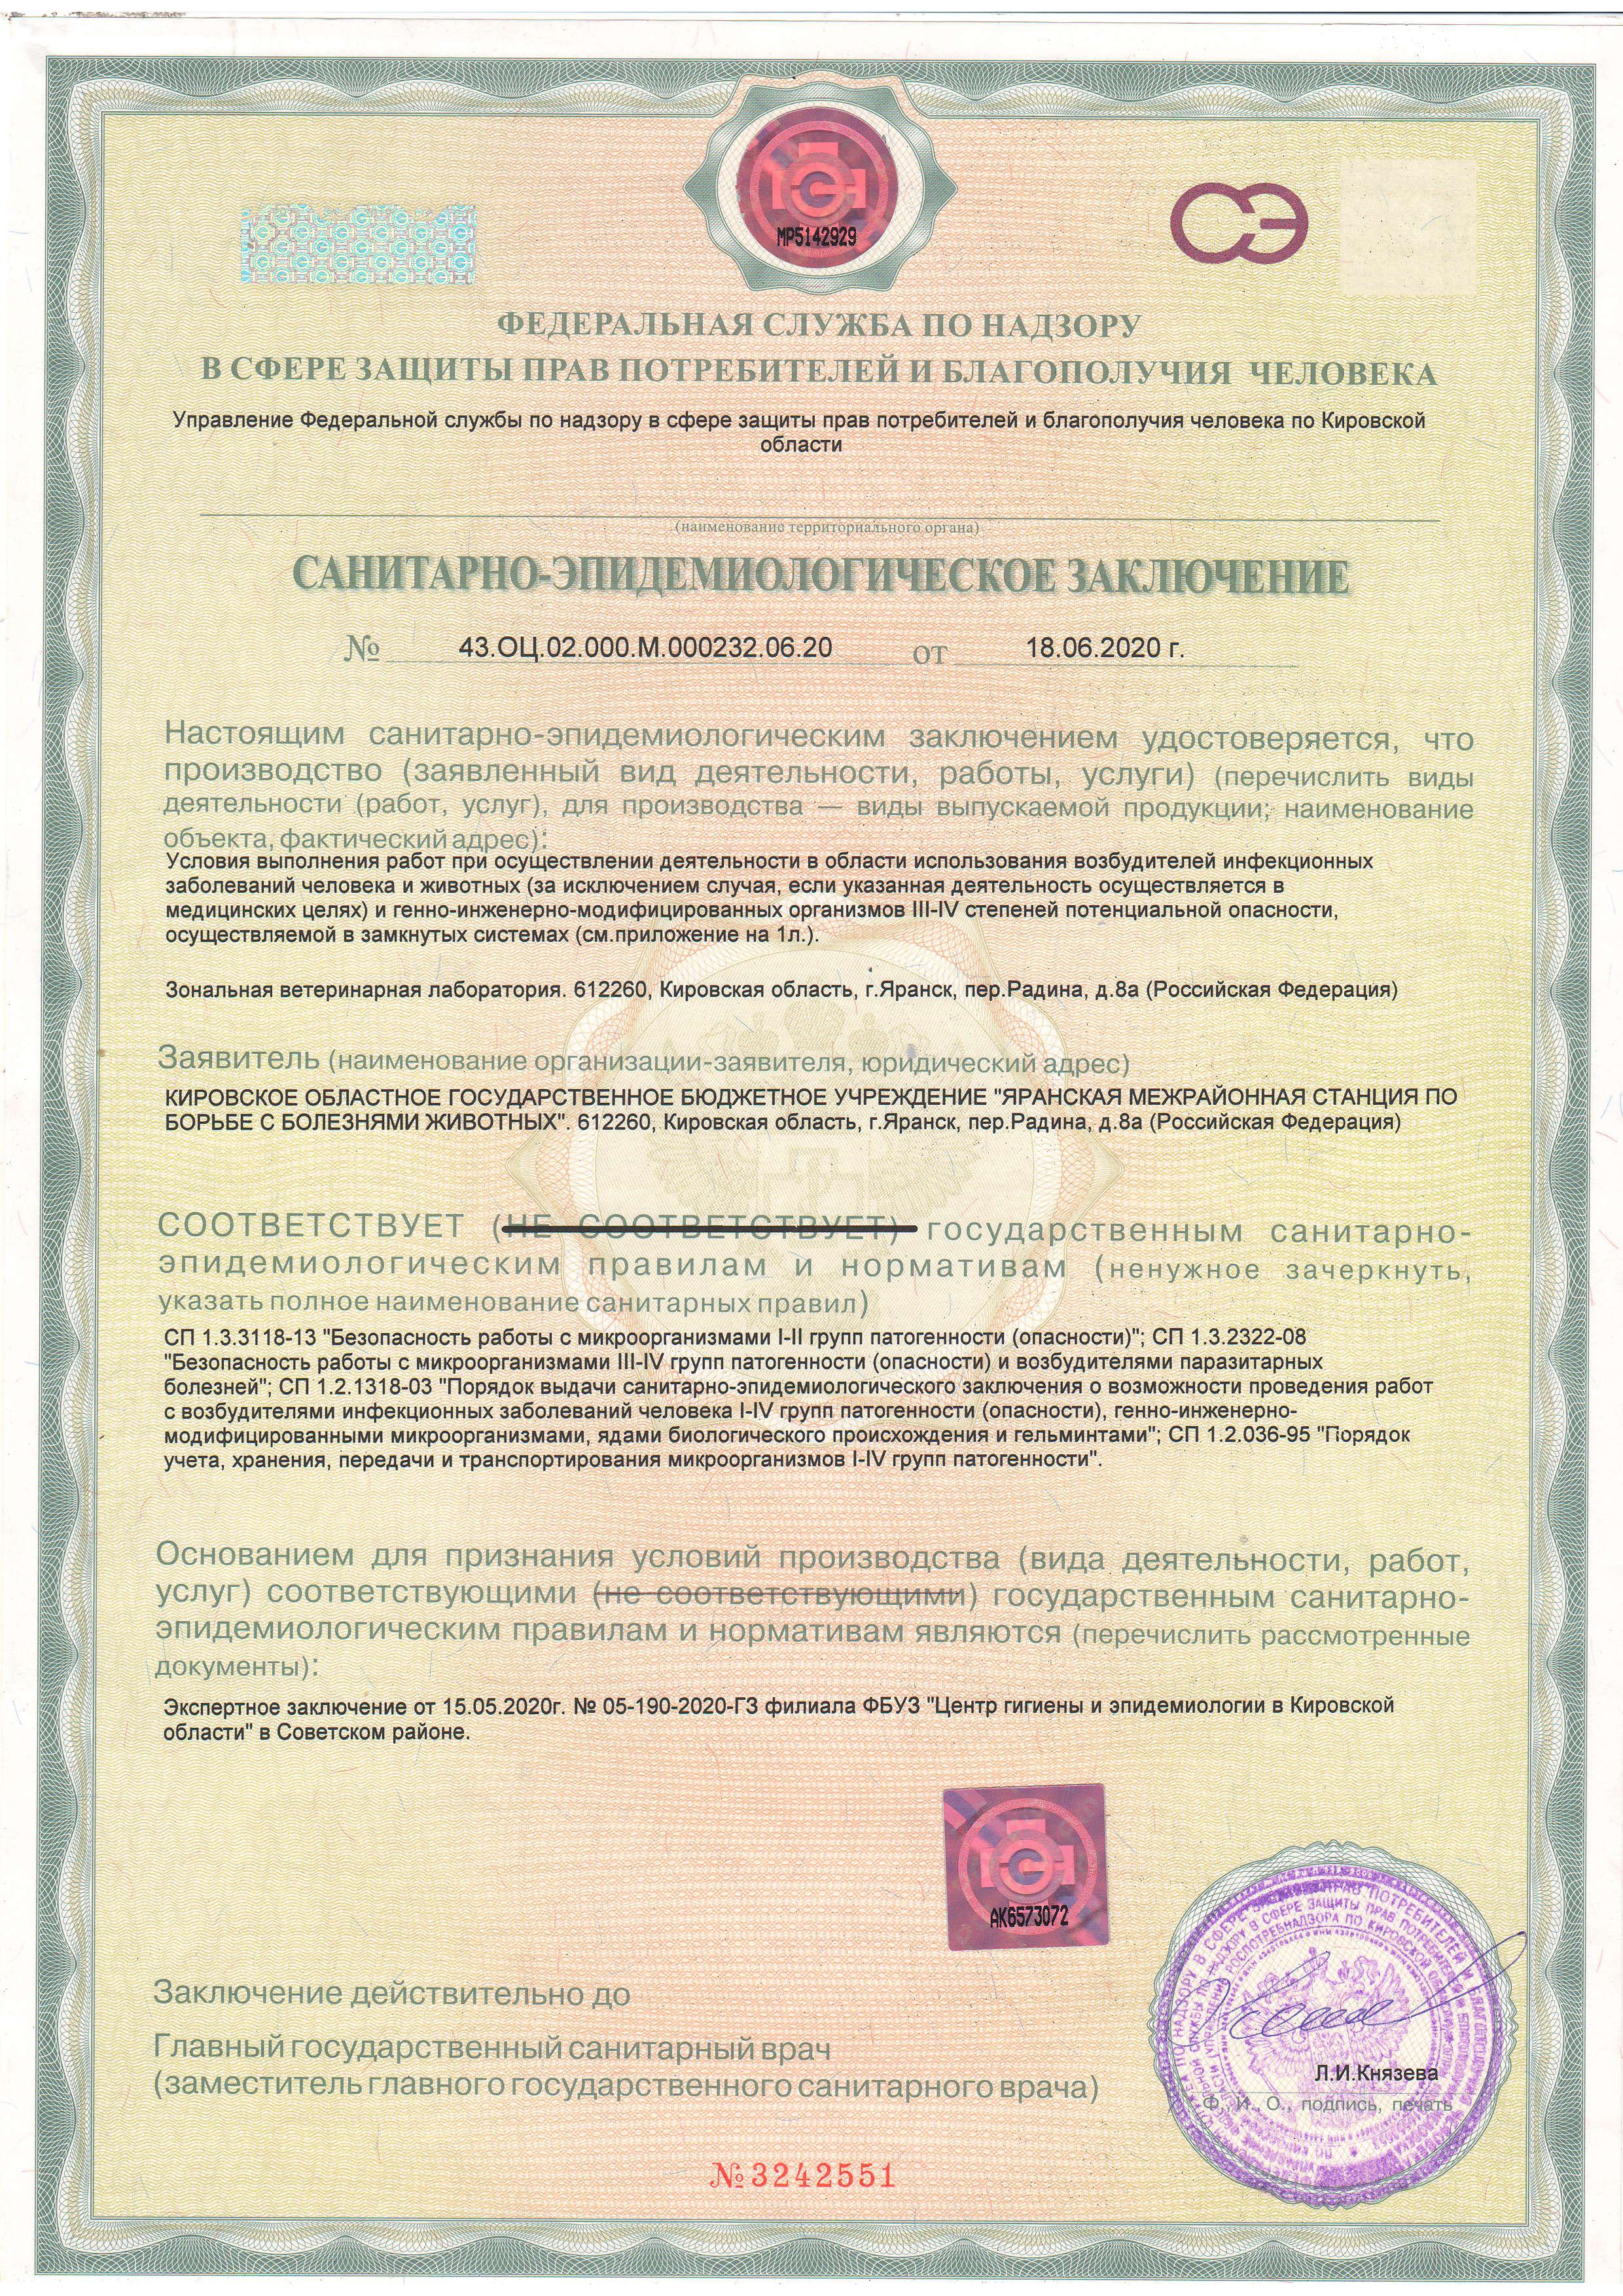 МР5142929
СЭ
ФЕДЕРАЛЬНАЯ СЛУЖБА ПО НАДЗОРУ
В СФЕРЕ ЗАЩИТЫ ПРАВ ПОТРЕБИТЕЛЕЙ И БЛАГОПОЛУЧИЯ ЧЕЛОВЕКА
Управление Федеральной службы по надзору в сфере защиты прав потребителей и благополучия человека по Кировской
области
(наименование территориального органа)
САНИТАРНО-ЭПИДЕМИОЛОГИЧЕСКОЕ ЗАКЛЮЧЕНИЕ
№ 43.ОЦ.02.000.М.000232.06.20 от 18.06.2020 г.
Настоящим санитарно-эпидемиологическим заключением удостоверяется, что
производство (заявленный вид деятельности, работы, услуги) (перечислить виды
деятельности (работ, услуг), для производства — виды выпускаемой продукции; наименование
объекта, фактический адрес):
Условия выполнения работ при осуществлении деятельности в области использования возбудителей инфекционных
заболеваний человека и животных (за исключением случая, если указанная деятельность осуществляется в
медицинских целях) и генно-инженерно-модифицированных организмов III-IV степеней потенциальной опасности,
осуществляемой в замкнутых системах (см.приложение на 1л.).
Зональная ветеринарная лаборатория. 612260, Кировская область, г.Яранск, пер.Радина, д.8а (Российская Федерация)
Заявитель (наименование организации-заявителя, юридический адрес)
КИРОВСКОЕ ОБЛАСТНОЕ ГОСУДАРСТВЕННОЕ БЮДЖЕТНОЕ УЧРЕЖДЕНИЕ "ЯРАНСКАЯ МЕЖРАЙОННАЯ СТАНЦИЯ ПО
БОРЬБЕ С БОЛЕЗНЯМИ ЖИВОТНЫХ". 612260, Кировская область, г.Яранск, пер.Радина, д.8а (Российская Федерация)
СООТВЕТСТВУЕТ (НЕ СООТВЕТСТВУЕТ) государственным санитарно-
эпидемиологическим правилам и нормативам (ненужное зачеркнуть,
указать полное наименование санитарных правил)
СП 1.3.3118-13 "Безопасность работы с микроорганизмами I-II групп патогенности (опасности)"; СП 1.3.2322-08
"Безопасность работы с микроорганизмами III-IV групп патогенности (опасности) и возбудителями паразитарных
болезней"; СП 1.2.1318-03 "Порядок выдачи санитарно-эпидемиологического заключения о возможности проведения работ
с возбудителями инфекционных заболеваний человека I-IV групп патогенности (опасности), генно-инженерно-
модифицированными микроорганизмами, ядами биологического происхождения и гельминтами"; СП 1.2.036-95 "Порядок
учета, хранения, передачи и транспортирования микроорганизмов I-IV групп патогенности".
Основанием для признания условий производства (вида деятельности, работ,
услуг) соответствующими (не соответствующими) государственным санитарно-
эпидемиологическим правилам и нормативам являются (перечислить рассмотренные
документы):
Экспертное заключение от 15.05.2020г. № 05-190-2020-ГЗ филиала ФБУЗ "Центр гигиены и эпидемиологии в Кировской
области" в Советском районе.
АК6573072
Заключение действительно до
Главный государственный санитарный врач
(заместитель главного государственного санитарного врача)
Л.И.Князева
Ф., И., О., подпись, печать
№3242551